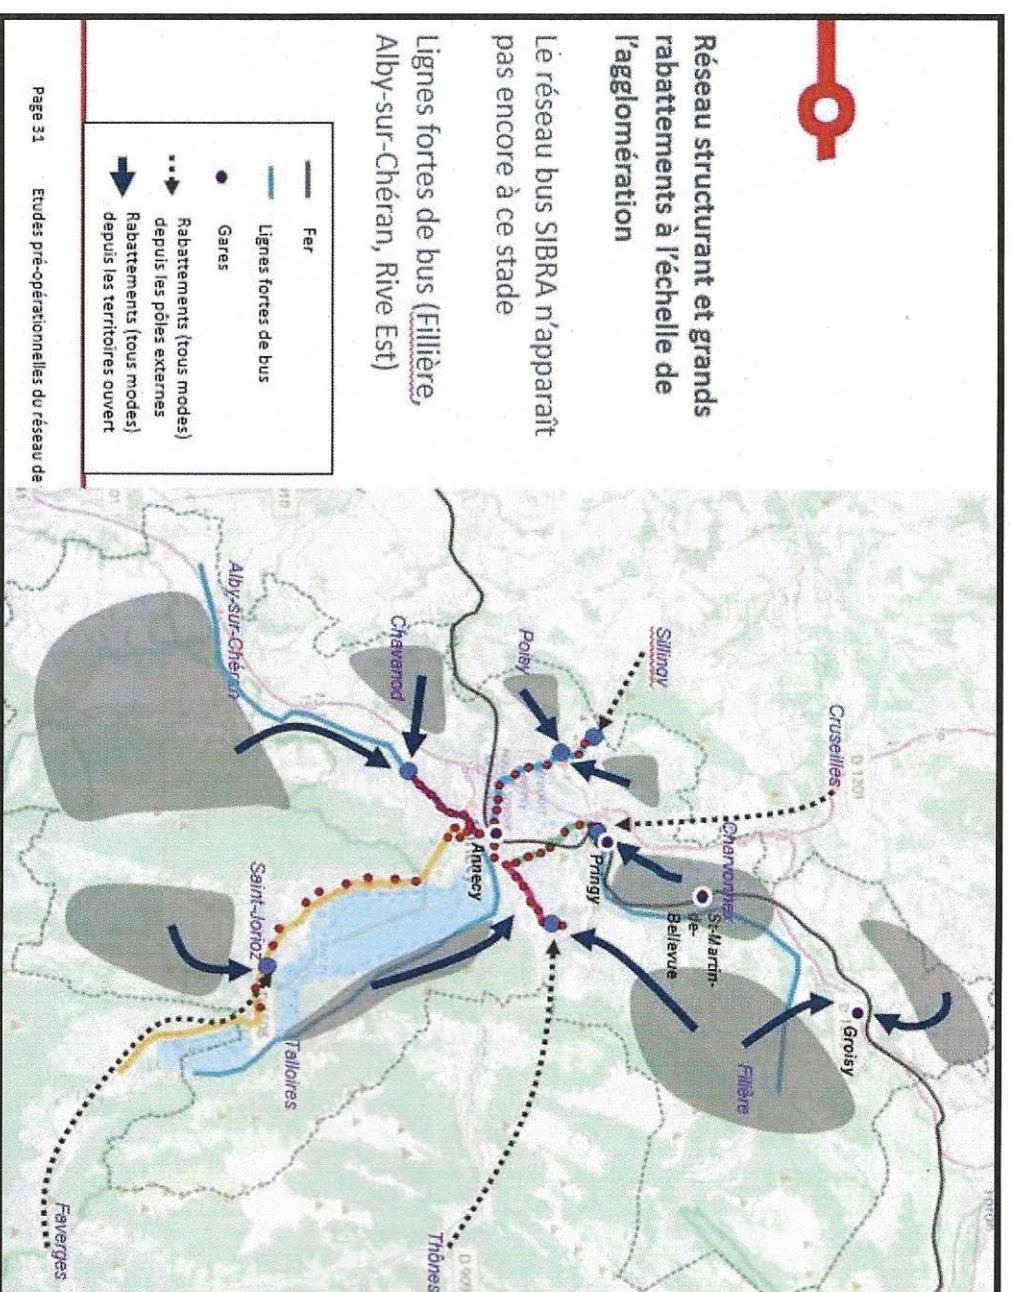 Réseau structurant et grands
rabattements à l'échelle de
l'agglomération
Le réseau bus SIBRA n'apparaît
pas encore à ce stade
Lignes fortes de bus (Fillière,
Alby-sur-Chéran, Rive Est)
Fer
Lignes fortes de bus
Gares
Rabattements (tous modes)
depuis les pôles externes
Rabattements (tous modes)
depuis les territoires ouvert
Page 31 Etudes pré-opérationnelles du réseau de
Cruseilles
D 1201
Groisy
Charvonnex
St-Martin-
de-
Bellevue
Fillière
Sillingy
Pringy
Poisy
Chavanod
Annecy
Thônes
D 909
Alby-sur-Chéran
Saint-Jorioz
Talloires
Faverges